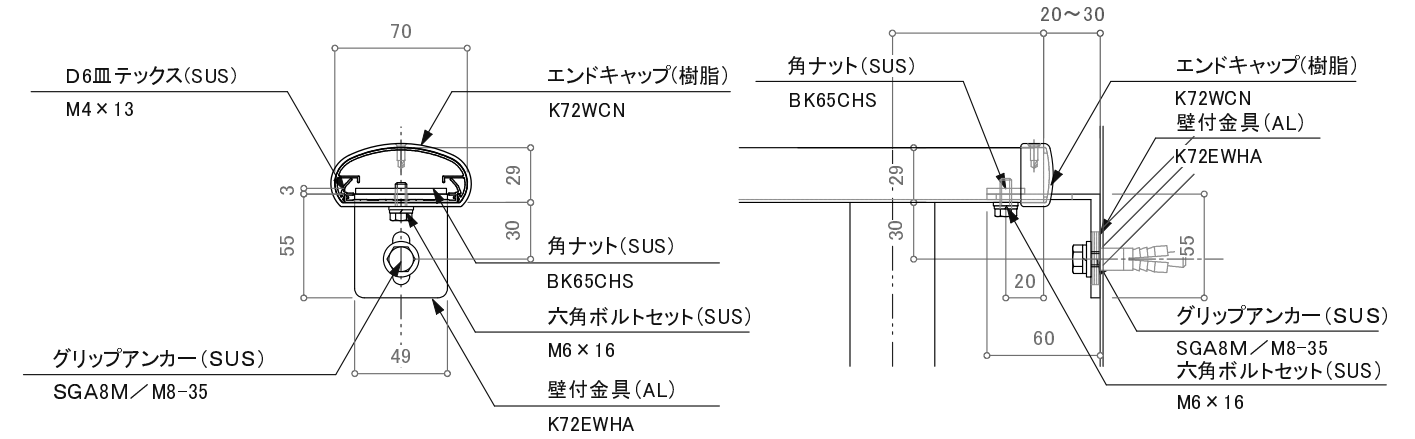 70
D6皿テックス(SUS)
M4×13
エンドキャップ(樹脂)
K72WCN
3
55
29
30
角ナット(SUS)
BK65CHS
六角ボルトセット(SUS)
M6×16
グリップアンカー(SUS)
SGA8M/M8-35
49
壁付金具(AL)
K72EWHA
20～30
角ナット(SUS)
BK65CHS
エンドキャップ(樹脂)
K72WCN
壁付金具(AL)
K72EWHA
29
30
55
20
60
グリップアンカー(SUS)
SGA8M/M8-35
六角ボルトセット(SUS)
M6×16